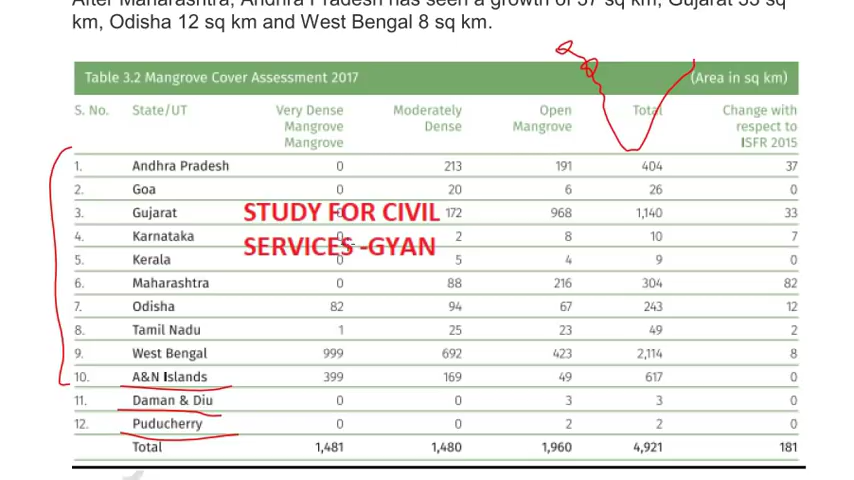 After Maharashtra, Andhra Pradesh has seen a growth of 37 sq km, Gujarat 33 sq
km, Odisha 12 sq km and West Bengal 8 sq km.
Table 3.2 Mangrove Cover Assessment 2017 (Area in sq km)
S. No. State/UT Very Dense Moderately Open Total Change with
Mangrove Dense Mangrove respect to
Mangrove ISFR 2015
1. Andhra Pradesh 0 213 191 404 37
2. Goa 0 20 6 26 0
3. Gujarat 0 172 968 1,140 33
STUDY FOR CIVIL
4. Karnataka 0 2 8 10 7
SERVICES -GYAN
5. Kerala 0 5 4 9 0
6. Maharashtra 0 88 216 304 82
7. Odisha 82 94 67 243 12
8. Tamil Nadu 1 25 23 49 2
9. West Bengal 999 692 423 2,114 8
10. A&N Islands 399 169 49 617 0
11. Daman & Diu 0 0 3 3 0
12. Puducherry 0 0 2 2 0
Total 1,481 1,480 1,960 4,921 181